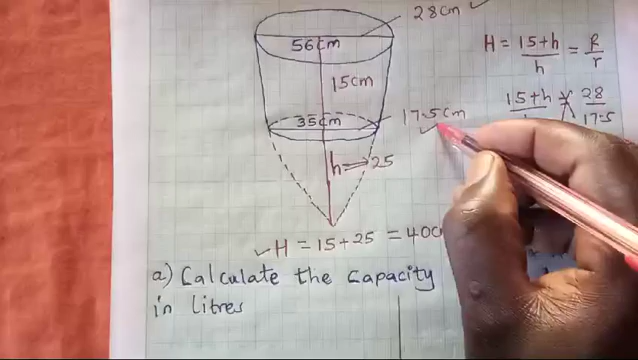 28cm
56cm
15cm
H = 15+h = R
h r
15+h 28
17.5
35cm
17.5cm
h ⇒ 25
H = 15+25 = 40c
a) Calculate the Capacity
in litres